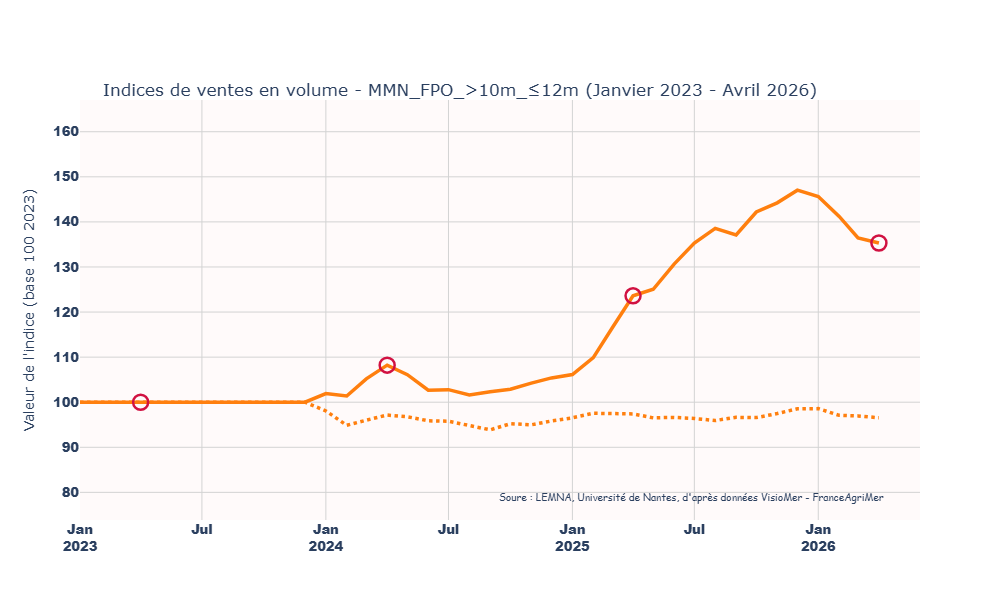 Indices de ventes en volume - MMN_FPO_>10m_≤12m (Janvier 2023 - Avril 2026)
Valeur de l'indice (base 100 2023)
160
150
140
130
120
110
100
90
80
Soure : LEMNA, Université de Nantes, d'après données VisioMer - FranceAgriMer
Jan Jul Jan Jul Jan Jul Jan
2023 2024 2025 2026